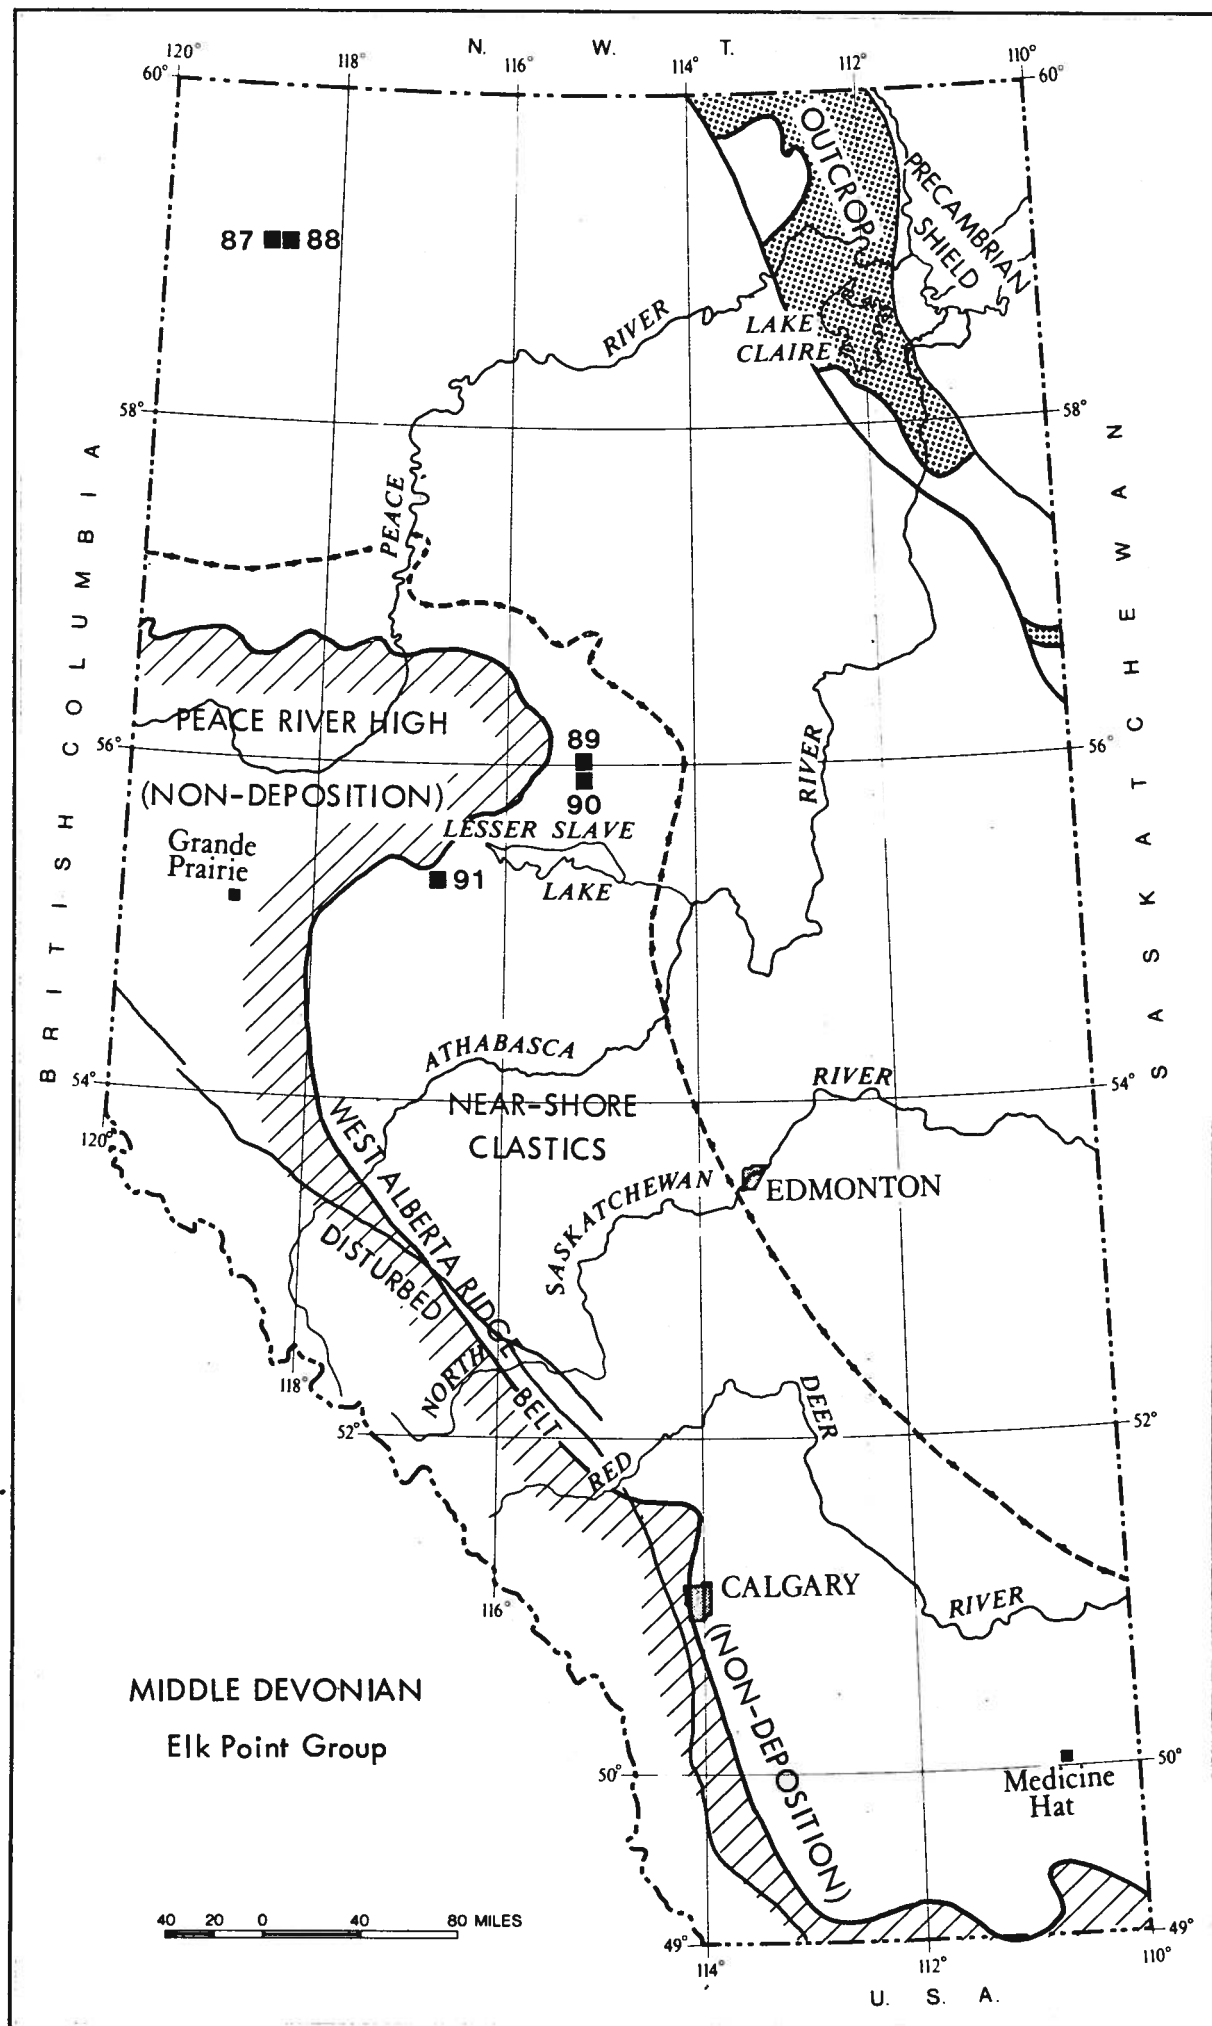 N. W. T.
120° 118° 116° 114° 112° 110°
60° 60°
OUTCROP
PRECAMBRIAN
SHIELD
87 88
RIVER
LAKE
CLAIRE
58° 58°
PEACE
BRITISH COLUMBIA
SASKATCHEWAN
PEACE RIVER HIGH
(NON-DEPOSITION)
56° 56°
89
90
RIVER
Grande
Prairie
LESSER SLAVE
LAKE
91
ATHABASCA
54° 54°
NEAR-SHORE
CLASTICS
RIVER
120°
WEST ALBERTA RIDGE
SASKATCHEWAN
EDMONTON
DISTURBED
BELT
NORTH
118°
DEER
52° 52°
RED
CALGARY
RIVER
116°
(NON-DEPOSITION)
MIDDLE DEVONIAN
Elk Point Group
50° 50°
Medicine
Hat
40 20 0 40 80 MILES
49° 49°
114° 112° 110°
U. S. A.